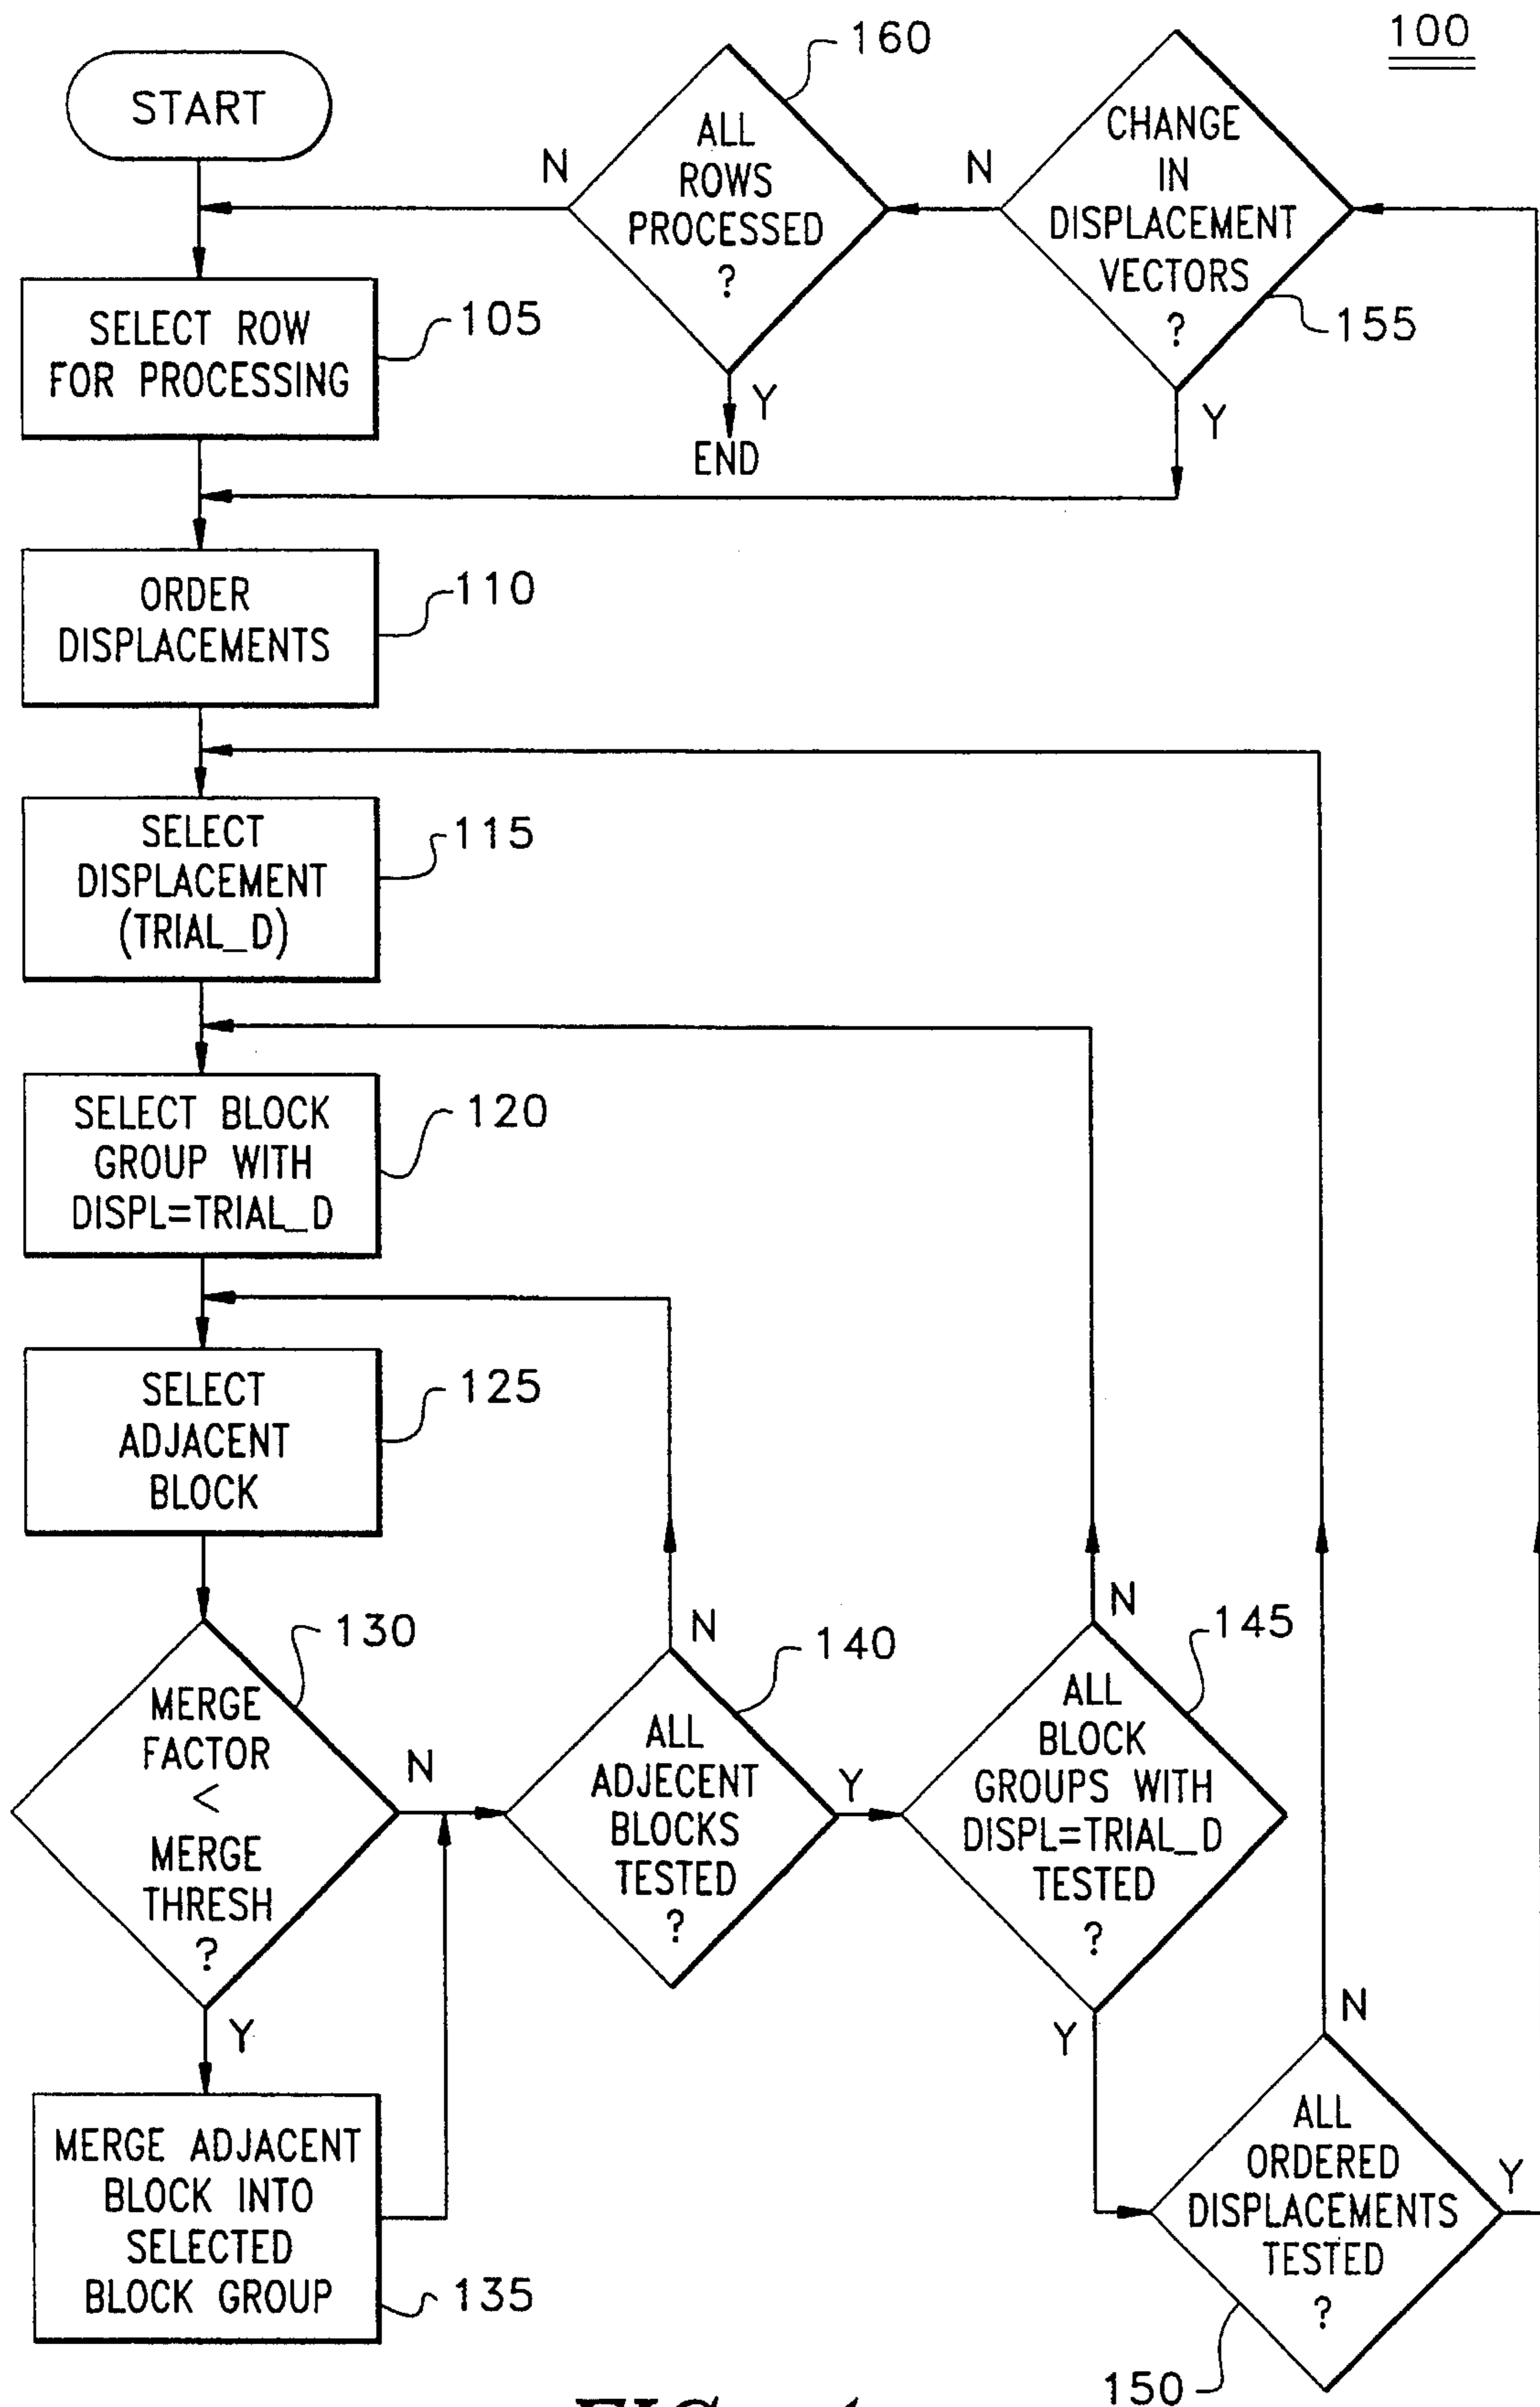 100
START
160
ALL
ROWS
PROCESSED
?
N
Y
END
CHANGE
IN
DISPLACEMENT
VECTORS
?
N
155
Y
SELECT ROW
FOR PROCESSING
105
ORDER
DISPLACEMENTS
110
SELECT
DISPLACEMENT
(TRIAL_D)
115
SELECT BLOCK
GROUP WITH
DISPL=TRIAL_D
120
SELECT
ADJACENT
BLOCK
125
MERGE
FACTOR
<
MERGE
THRESH
?
130
N
Y
MERGE ADJACENT
BLOCK INTO
SELECTED
BLOCK GROUP
135
ALL
ADJECENT
BLOCKS
TESTED
?
140
N
Y
ALL
BLOCK
GROUPS WITH
DISPL=TRIAL_D
TESTED
?
145
N
Y
ALL
ORDERED
DISPLACEMENTS
TESTED
?
N
Y
150